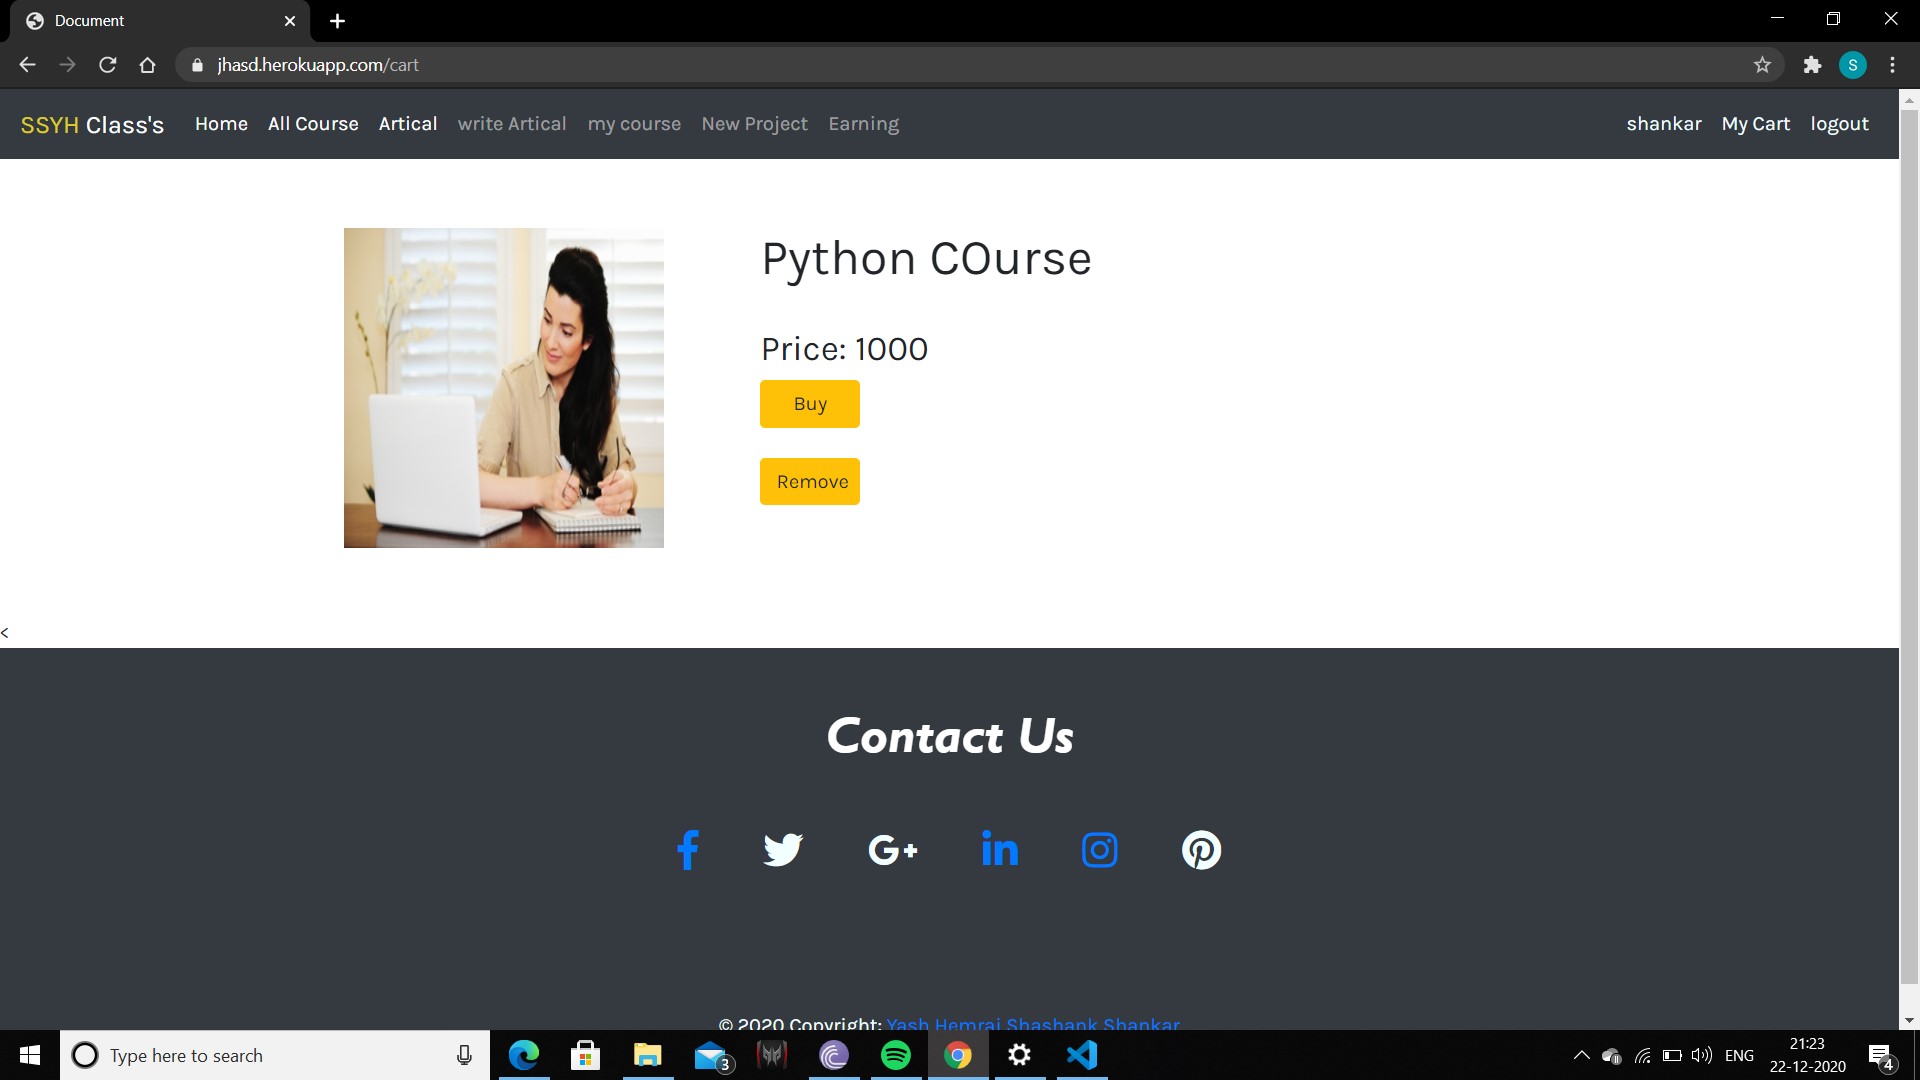 Document
jhasd.herokuapp.com/cart
S
SSYH Class's Home All Course Artical write Artical my course New Project Earning shankar My Cart logout
Python COurse
Price: 1000
Buy
Remove
<
Contact Us
G+ in
© 2020 Copyright: Yash Hemraj Shashank Shankar
Type here to search
3
ENG
21:23
22-12-2020
4